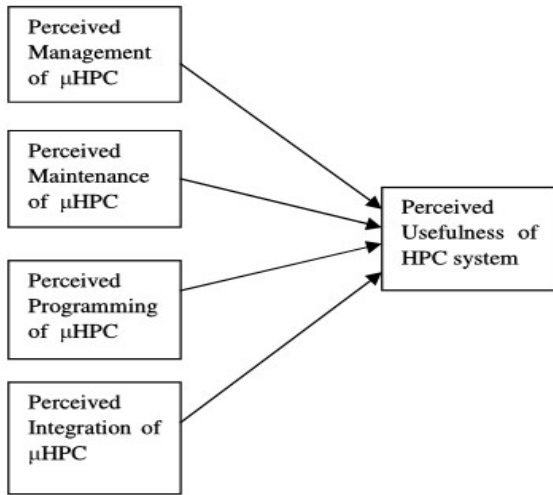 Perceived
Management
of μHPC
Perceived
Maintenance
of μHPC
Perceived
Programming
of μHPC
Perceived
Integration of
μHPC
Perceived
Usefulness of
HPC system